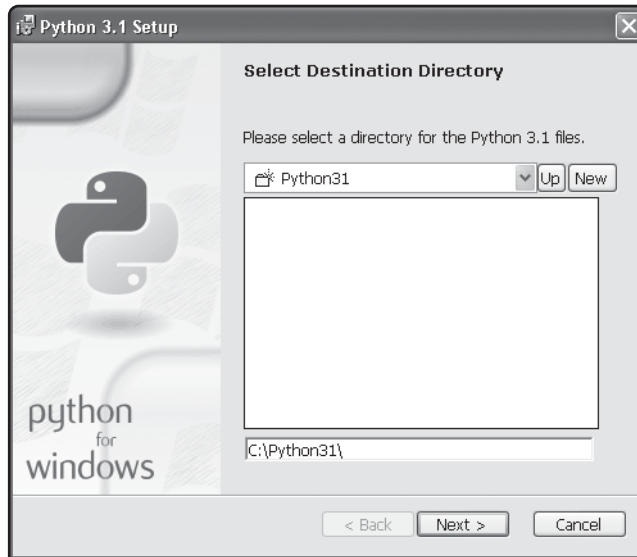 Python 3.1 Setup
Select Destination Directory
Please select a directory for the Python 3.1 files.
Python31
Up
New
C:\Python31\
python
for
windows
< Back
Next >
Cancel